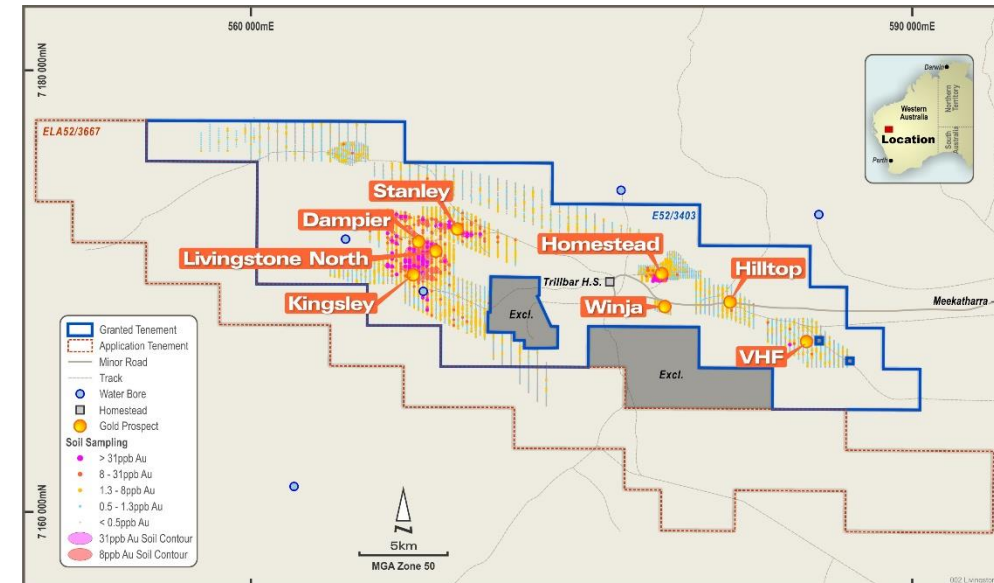 560 000mE
590 000mE
7 180 000mN
Darwin
Western
Australia
Northern
Territory
South
Australia
Location
Perth
ELA52/3667
Stanley
E52/3403
Dampier
Homestead
Livingstone North
Hilltop
Trillbar H.S.
Kingsley
Winja
Meekatharra
Excl.
VHF
Excl.
Granted Tenement
Application Tenement
Minor Road
Track
Water Bore
Homestead
Gold Prospect
Soil Sampling
> 31ppb Au
8 - 31ppb Au
1.3 - 8ppb Au
0.5 - 1.3ppb Au
< 0.5ppb Au
31ppb Au Soil Contour
8ppb Au Soil Contour
7 160 000mN
N
5km
MGA Zone 50